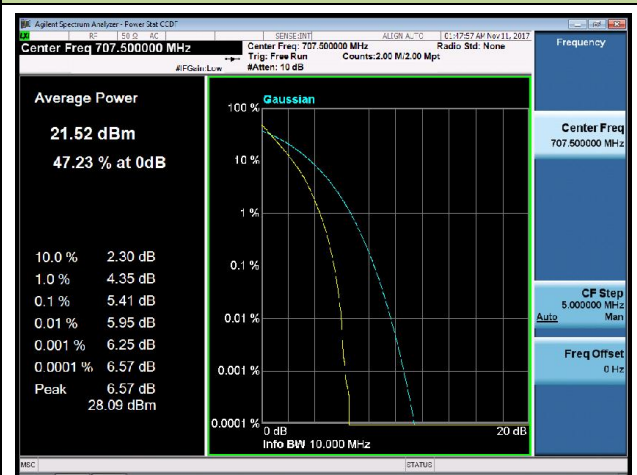 Agilent Spectrum Analyzer - Power Stat CCDF
RF 50 Ω AC SENSE:INT ALIGN AUTO 01:47:57 AM Nov 11, 2017
Center Freq 707.500000 MHz
Center Freq: 707.500000 MHz Radio Std: None
Trig: Free Run Counts:2.00 M/2.00 Mpt
#IFGain:Low #Atten: 10 dB
Frequency
Average Power
21.52 dBm
47.23 % at 0dB
10.0 % 2.30 dB
1.0 % 4.35 dB
0.1 % 5.41 dB
0.01 % 5.95 dB
0.001 % 6.25 dB
0.0001 % 6.57 dB
Peak 6.57 dB
28.09 dBm
Gaussian
100 %
10 %
1 %
0.1 %
0.01 %
0.001 %
0.0001 %
0 dB 20 dB
Info BW 10.000 MHz
Center Freq
707.500000 MHz
CF Step
5.000000 MHz
Auto Man
Freq Offset
0 Hz
MSG STATUS